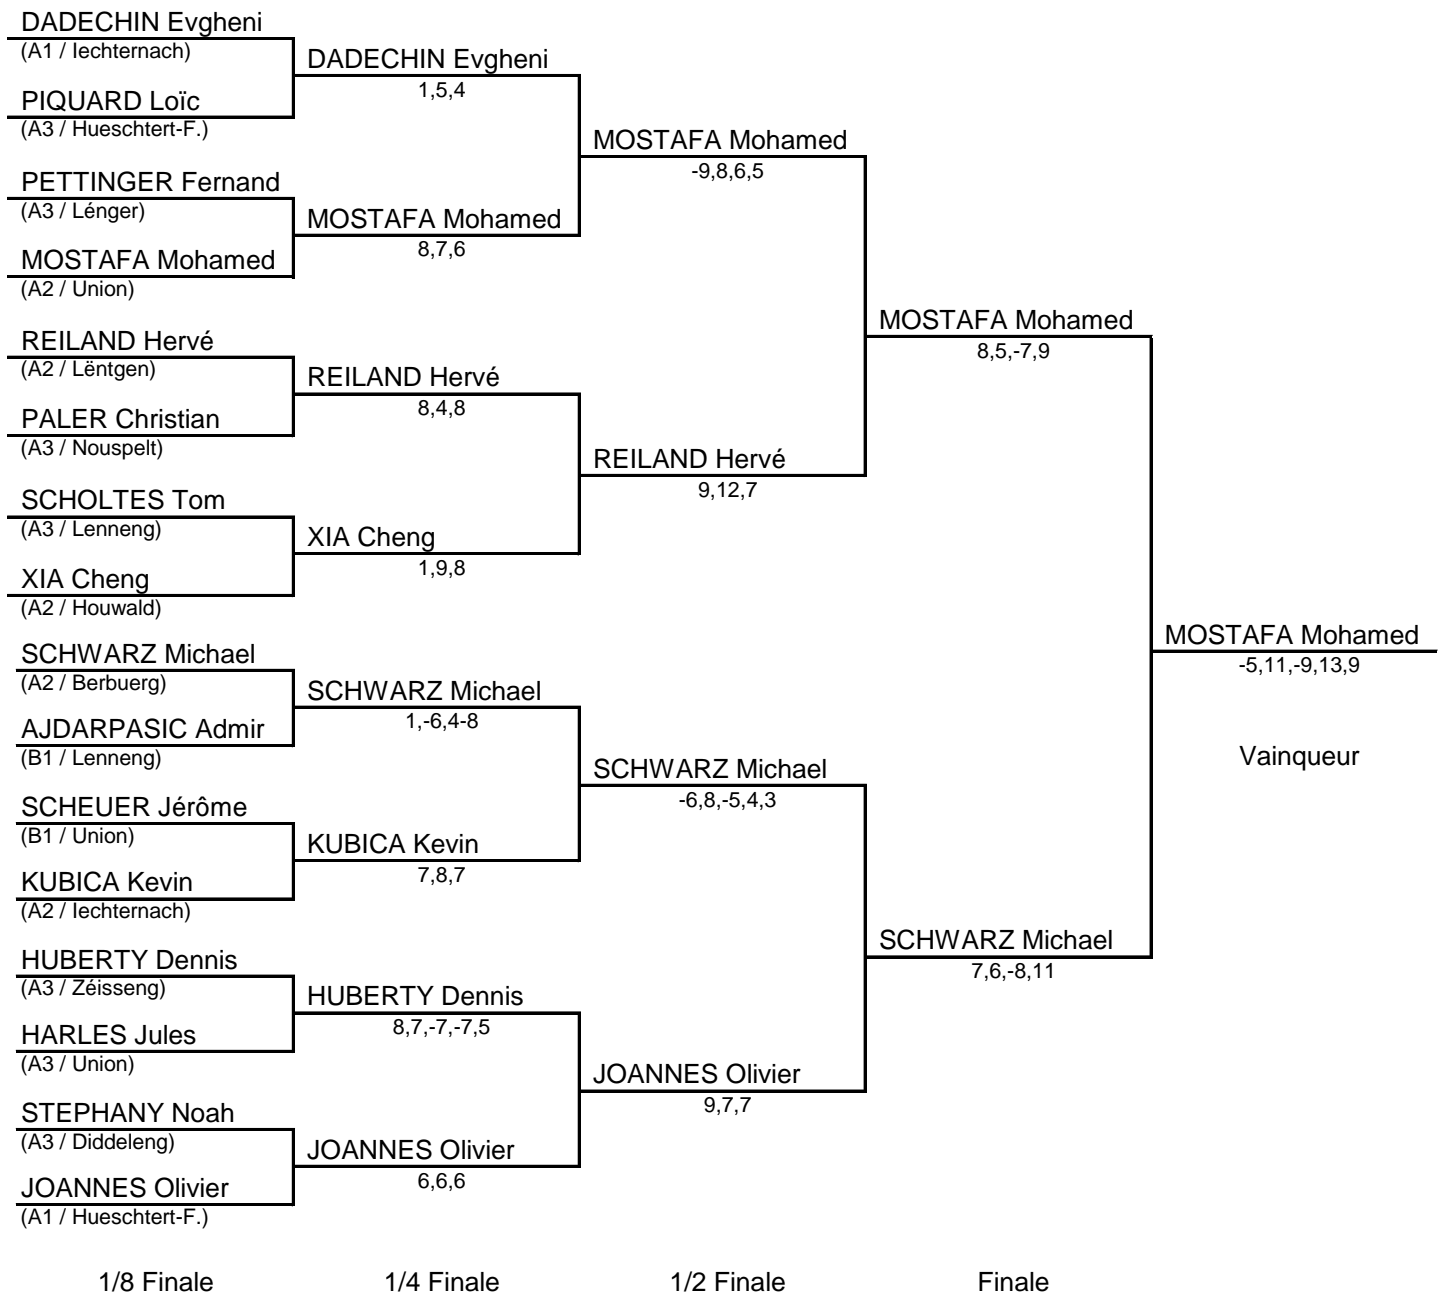 DADECHIN Evgheni
(A1 / Iechternach)
PIQUARD Loïc
(A3 / Hueschtert-F.)
PETTINGER Fernand
(A3 / Lénger)
MOSTAFA Mohamed
(A2 / Union)
REILAND Hervé
(A2 / Lëntgen)
PALER Christian
(A3 / Nouspelt)
SCHOLTES Tom
(A3 / Lenneng)
XIA Cheng
(A2 / Houwald)
SCHWARZ Michael
(A2 / Berbuerg)
AJDARPASIC Admir
(B1 / Lenneng)
SCHEUER Jérôme
(B1 / Union)
KUBICA Kevin
(A2 / Iechternach)
HUBERTY Dennis
(A3 / Zéisseng)
HARLES Jules
(A3 / Union)
STEPHANY Noah
(A3 / Diddeleng)
JOANNES Olivier
(A1 / Hueschtert-F.)
1/8 Finale
DADECHIN Evgheni
1,5,4
MOSTAFA Mohamed
8,7,6
REILAND Hervé
8,4,8
XIA Cheng
1,9,8
SCHWARZ Michael
1,-6,4-8
KUBICA Kevin
7,8,7
HUBERTY Dennis
8,7,-7,-7,5
JOANNES Olivier
6,6,6
1/4 Finale
MOSTAFA Mohamed
-9,8,6,5
REILAND Hervé
9,12,7
SCHWARZ Michael
-6,8,-5,4,3
JOANNES Olivier
9,7,7
1/2 Finale
MOSTAFA Mohamed
8,5,-7,9
SCHWARZ Michael
7,6,-8,11
Finale
MOSTAFA Mohamed
-5,11,-9,13,9
Vainqueur